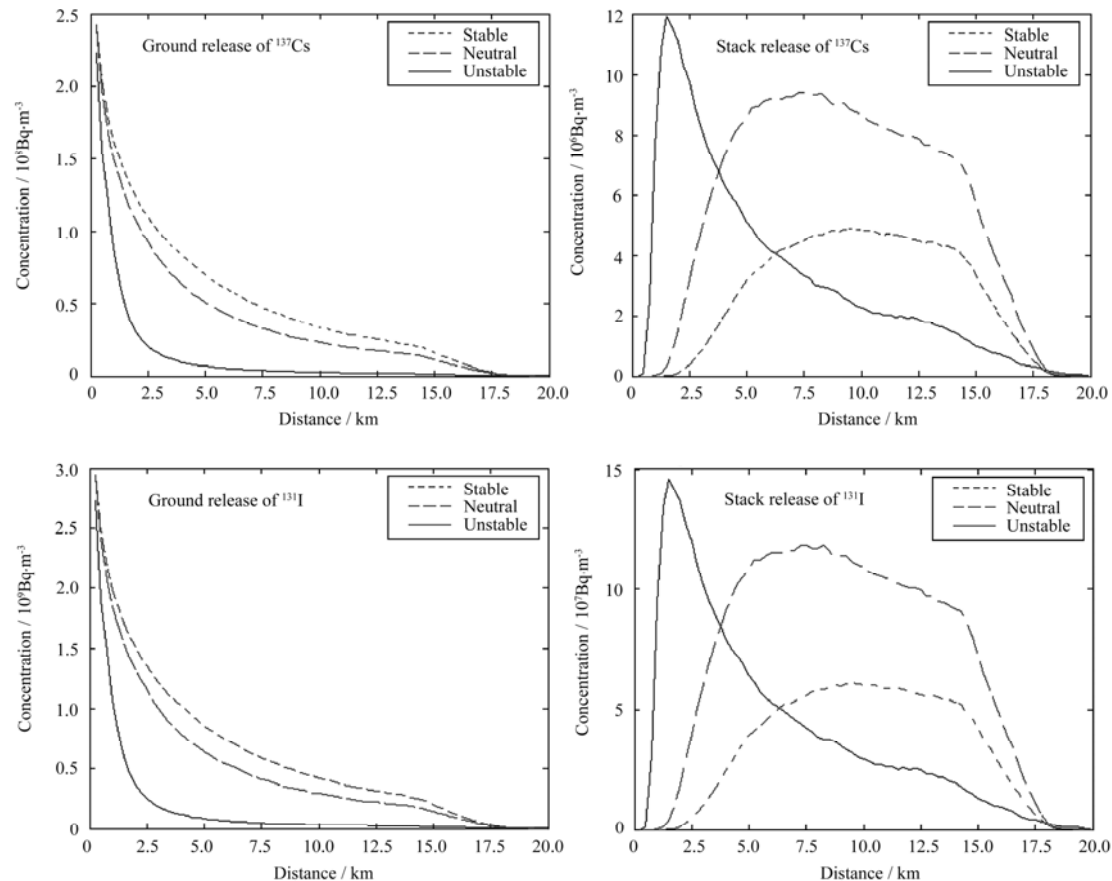 Ground release of ¹³⁷Cs
Stable
Neutral
Unstable
2.5
2.0
1.5
1.0
0.5
0
Concentration / 10⁸Bq·m⁻³
0 2.5 5.0 7.5 10.0 12.5 15.0 17.5 20.0
Distance / km
Stack release of ¹³⁷Cs
Stable
Neutral
Unstable
12
10
8
6
4
2
0
Concentration / 10⁶Bq·m⁻³
0 2.5 5.0 7.5 10.0 12.5 15.0 17.5 20.0
Distance / km
Ground release of ¹³¹I
Stable
Neutral
Unstable
3.0
2.5
2.0
1.5
1.0
0.5
0
Concentration / 10⁹Bq·m⁻³
0 2.5 5.0 7.5 10.0 12.5 15.0 17.5 20.0
Distance / km
Stack release of ¹³¹I
Stable
Neutral
Unstable
15
10
5
0
Concentration / 10⁷Bq·m⁻³
0 2.5 5.0 7.5 10.0 12.5 15.0 17.5 20.0
Distance / km